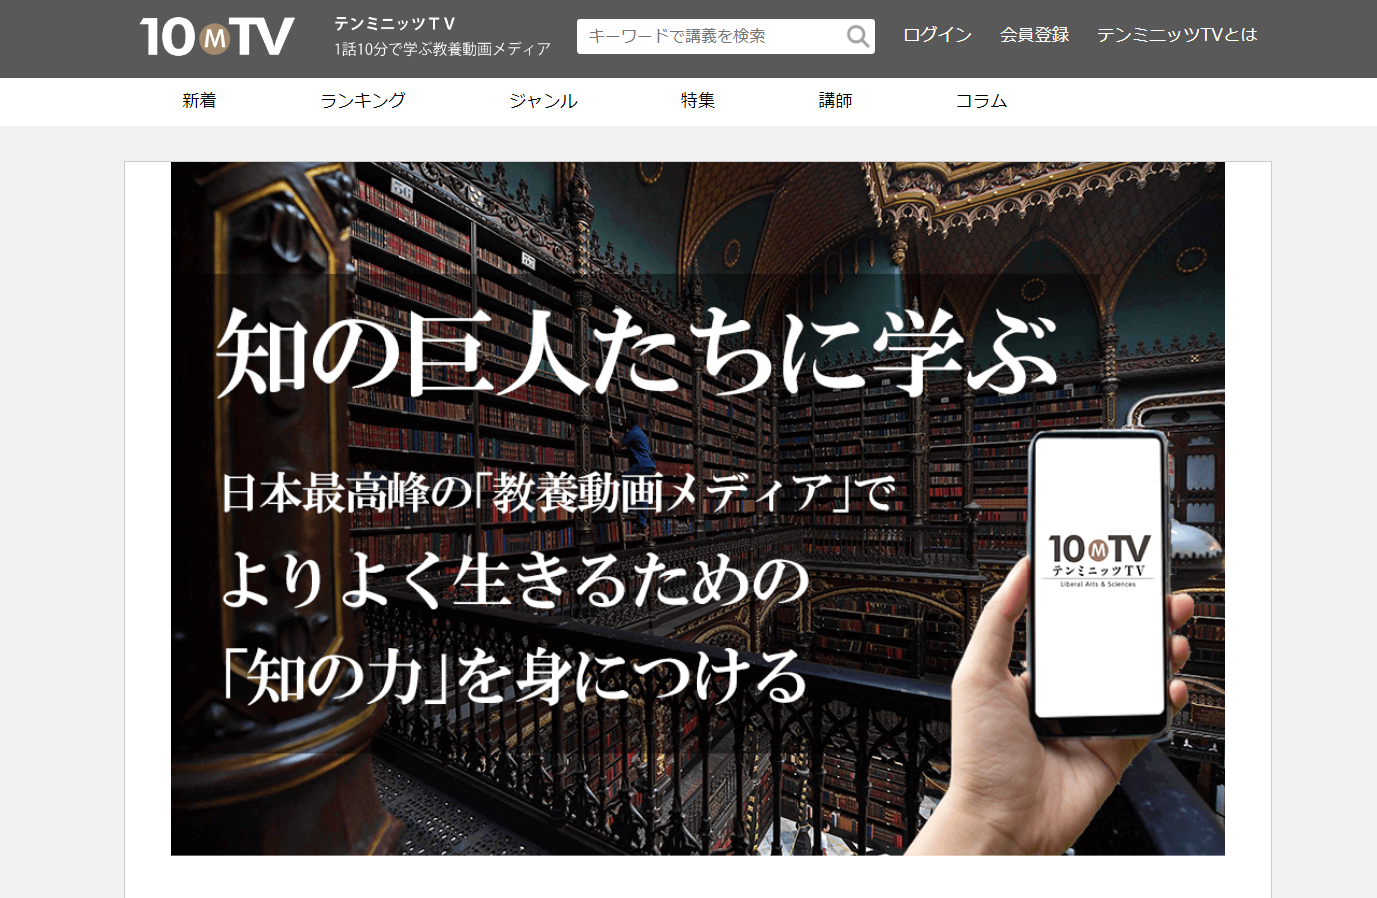 10MTV
テンミニッツTV
1話10分で学ぶ教養動画メディア
キーワードで講義を検索
ログイン
会員登録
テンミニッツTVとは
新着
ランキング
ジャンル
特集
講師
コラム
56
知の巨人たちに学ぶ
日本最高峰の「教養動画メディア」で
よりよく生きるための
「知の力」を身につける
10MTV
テンミニッツTV
Liberal Arts & Sciences